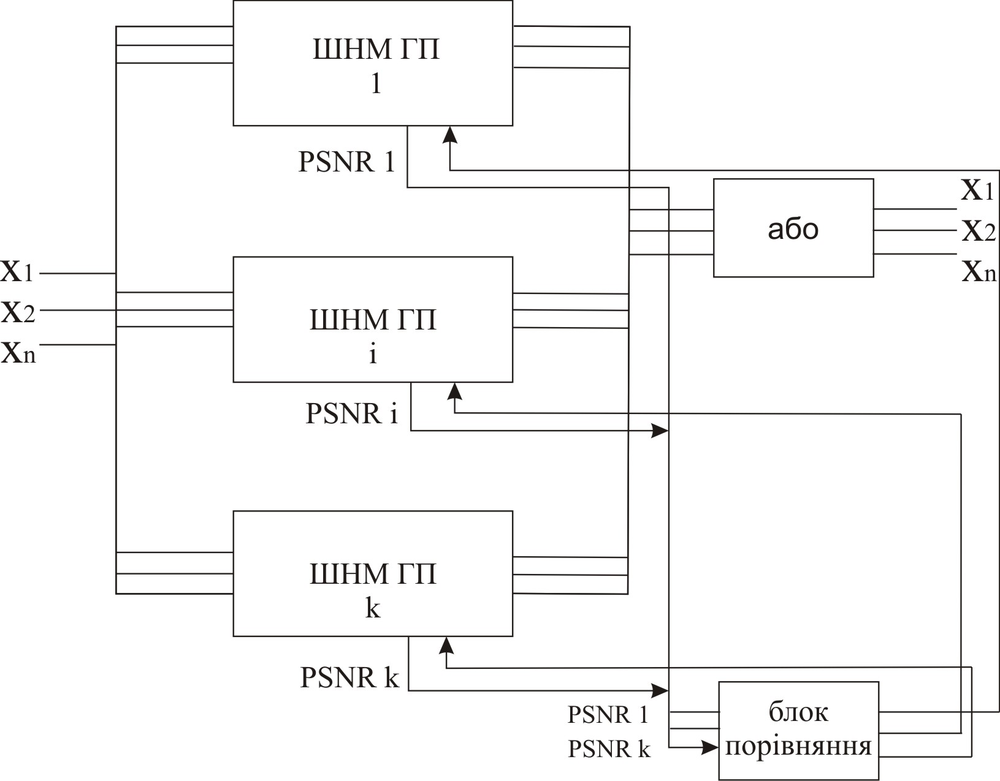 ШНМ ГП
1
PSNR 1
або
X1
X2
Xn
X1
X2
Xn
ШНМ ГП
i
PSNR i
ШНМ ГП
k
PSNR k
PSNR 1
PSNR k
блок
порівняння